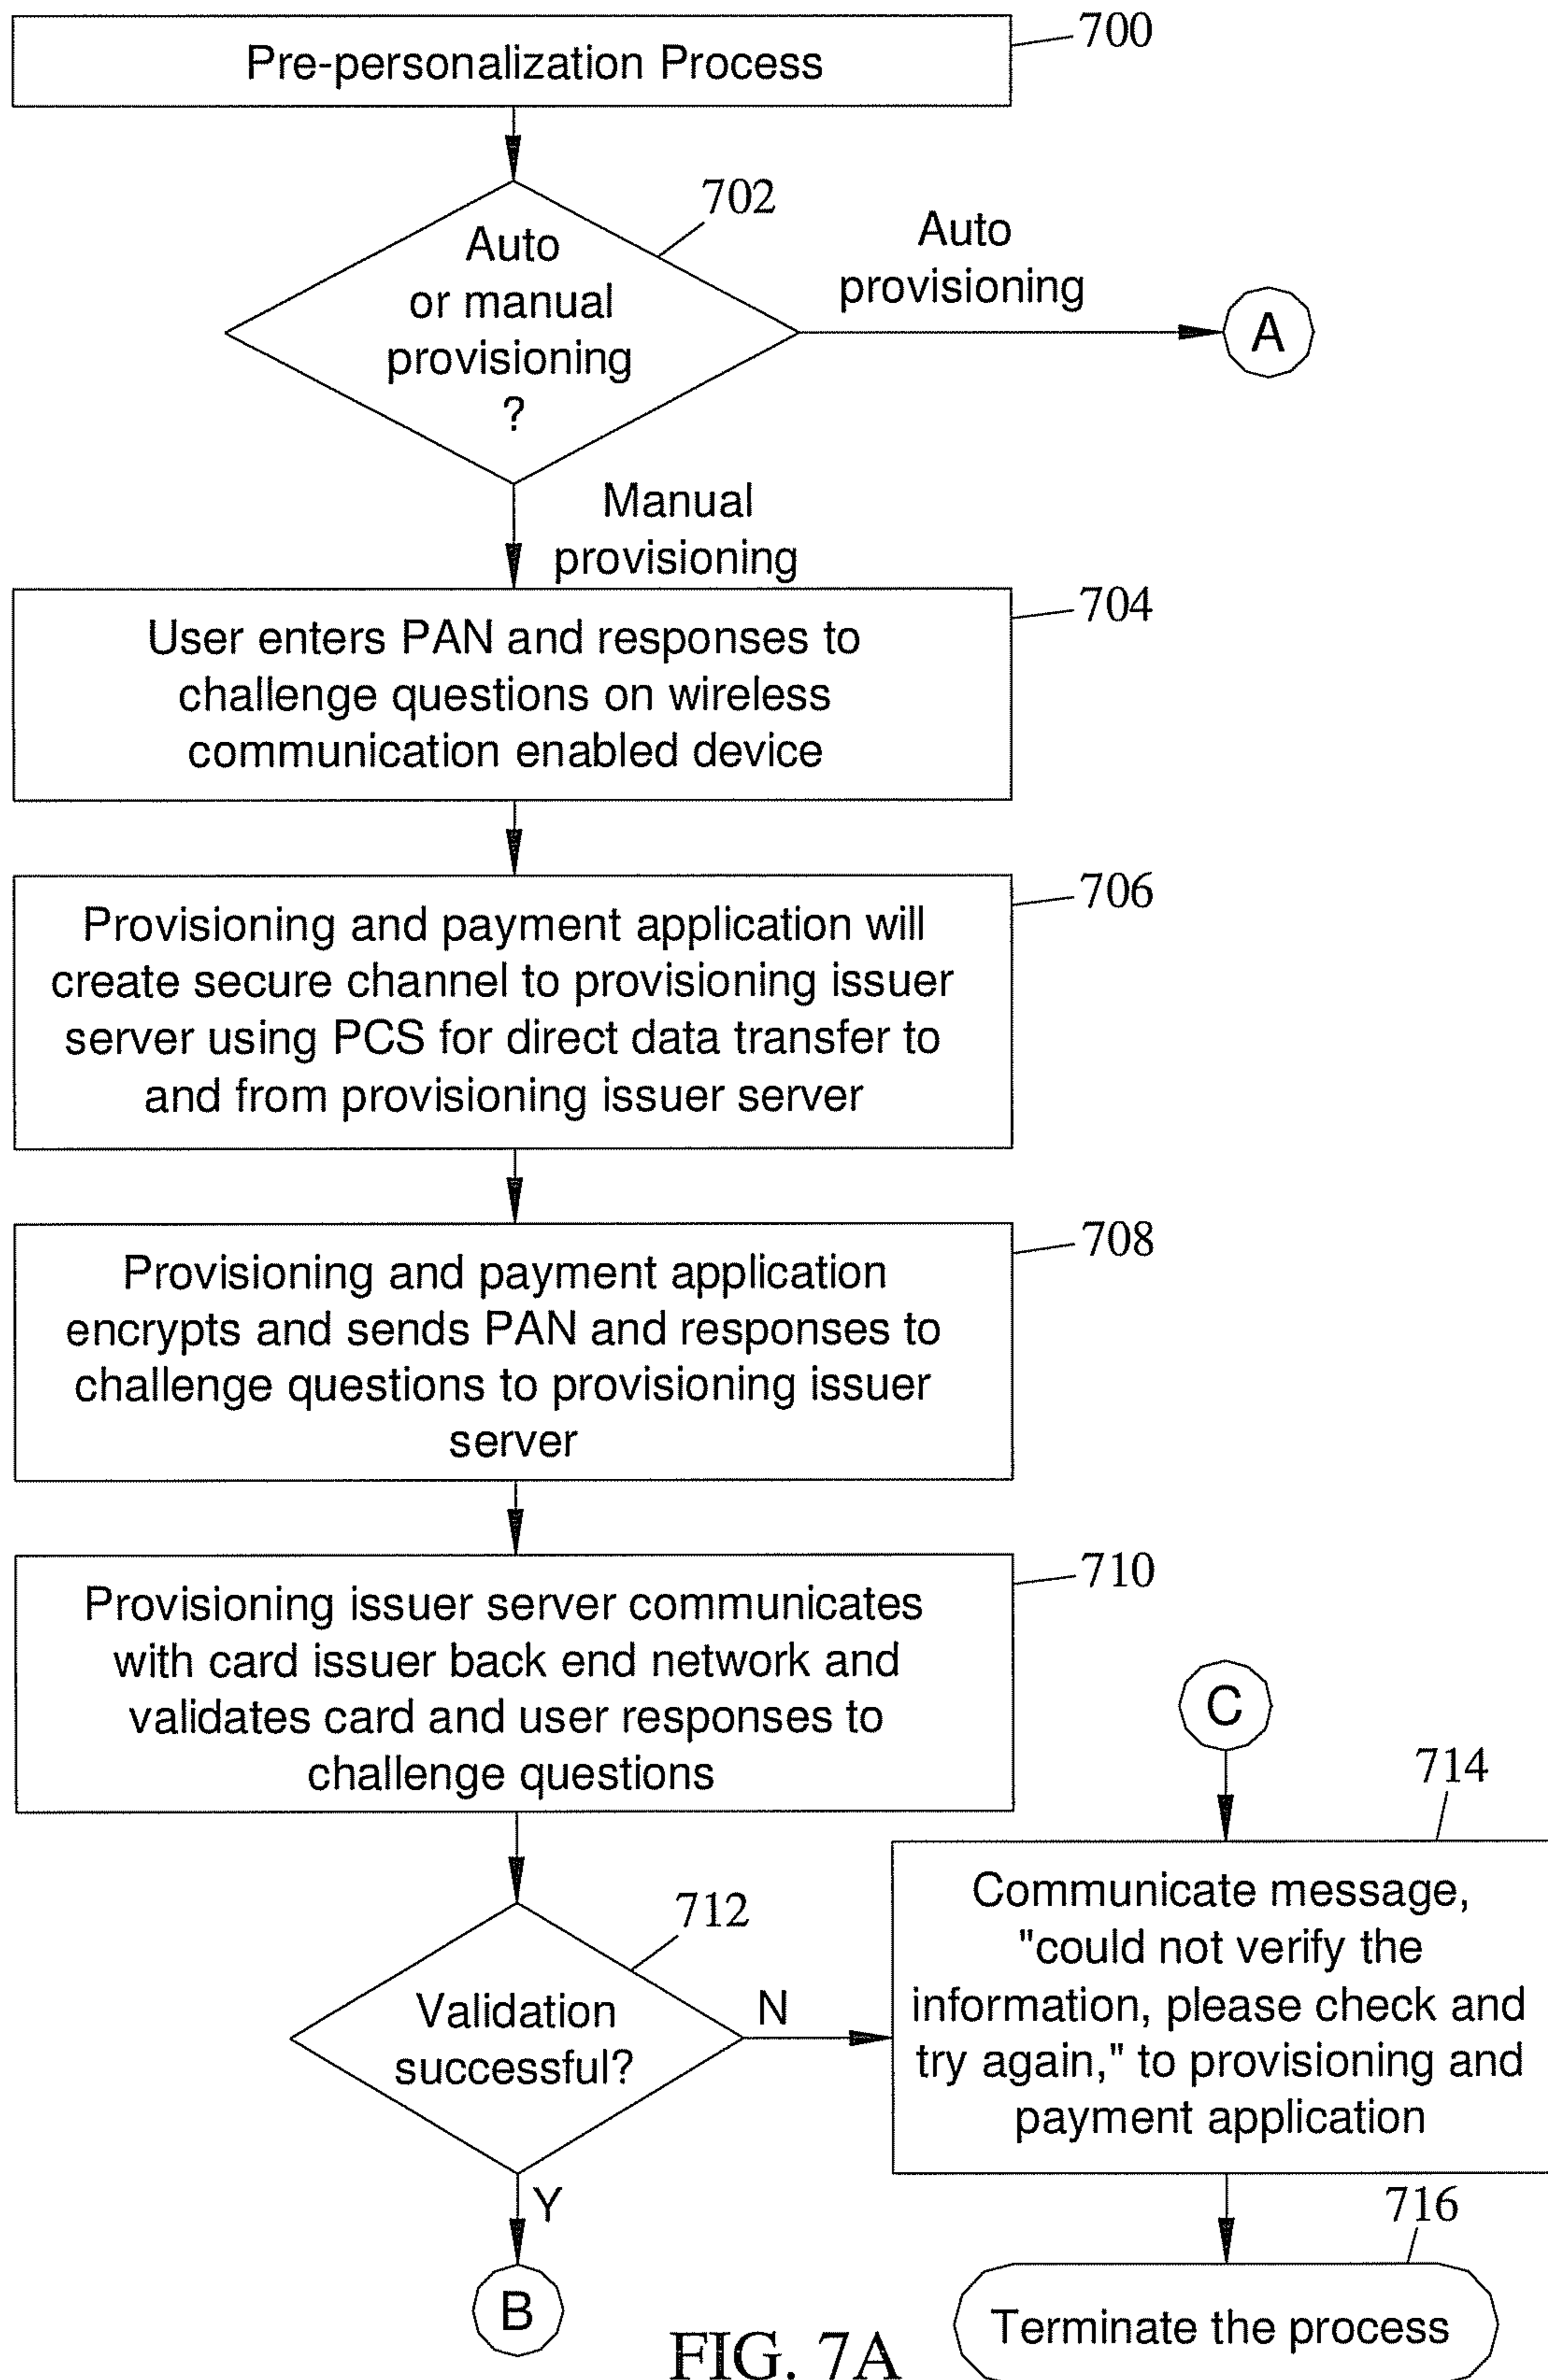 Pre-personalization Process
700
702
Auto
or manual
provisioning
?
Auto
provisioning
A
Manual
provisioning
704
User enters PAN and responses to
challenge questions on wireless
communication enabled device
706
Provisioning and payment application will
create secure channel to provisioning issuer
server using PCS for direct data transfer to
and from provisioning issuer server
708
Provisioning and payment application
encrypts and sends PAN and responses to
challenge questions to provisioning issuer
server
710
Provisioning issuer server communicates
with card issuer back end network and
validates card and user responses to
challenge questions
C
714
712
Validation
successful?
N
Communicate message,
"could not verify the
information, please check and
try again," to provisioning and
payment application
Y
716
B
Terminate the process
FIG. 7A